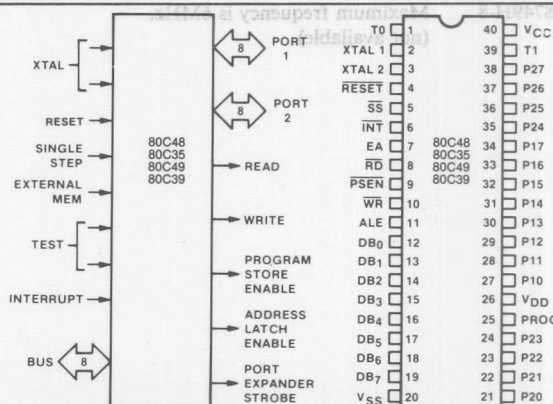 Maximum frequency is 6MHz.
XTAL
RESET
SINGLE
STEP
EXTERNAL
MEM
TEST
INTERRUPT
BUS
8
80C48
80C35
80C49
80C39
8
PORT
1
8
PORT
2
READ
WRITE
PROGRAM
STORE
ENABLE
ADDRESS
LATCH
ENABLE
PORT
EXPANDER
STROBE
T0 1
XTAL 1 2
XTAL 2 3
RESET 4
SS 5
INT 6
EA 7
RD 8
PSEN 9
WR 10
ALE 11
DB0 12
DB1 13
DB2 14
DB3 15
DB4 16
DB5 17
DB6 18
DB7 19
VSS 20
80C48
80C35
80C49
80C39
40 VCC
39 T1
38 P27
37 P26
36 P25
35 P24
34 P17
33 P16
32 P15
31 P14
30 P13
29 P12
28 P11
27 P10
26 VDD
25 PROG
24 P23
23 P22
22 P21
21 P20